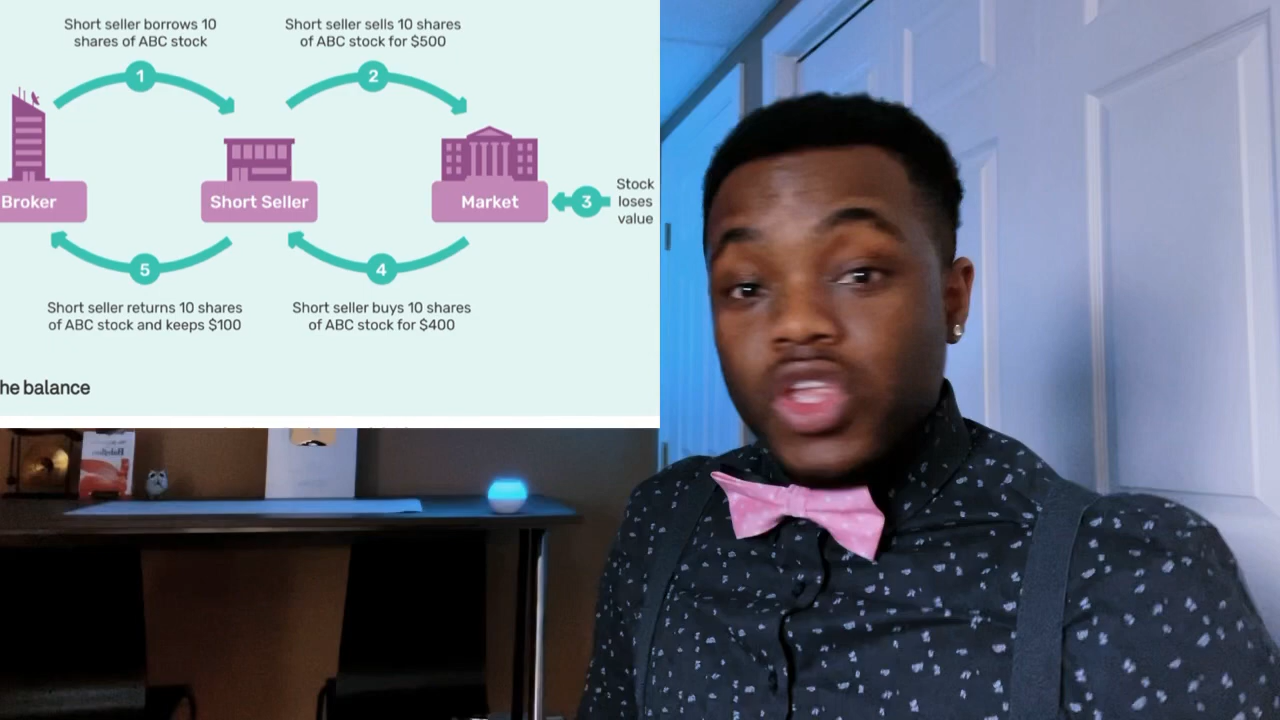 Short seller borrows 10
shares of ABC stock
Short seller sells 10 shares
of ABC stock for $500
1
2
Broker
Short Seller
Market
3
Stock
loses
value
5
4
Short seller returns 10 shares
of ABC stock and keeps $100
Short seller buys 10 shares
of ABC stock for $400
he balance